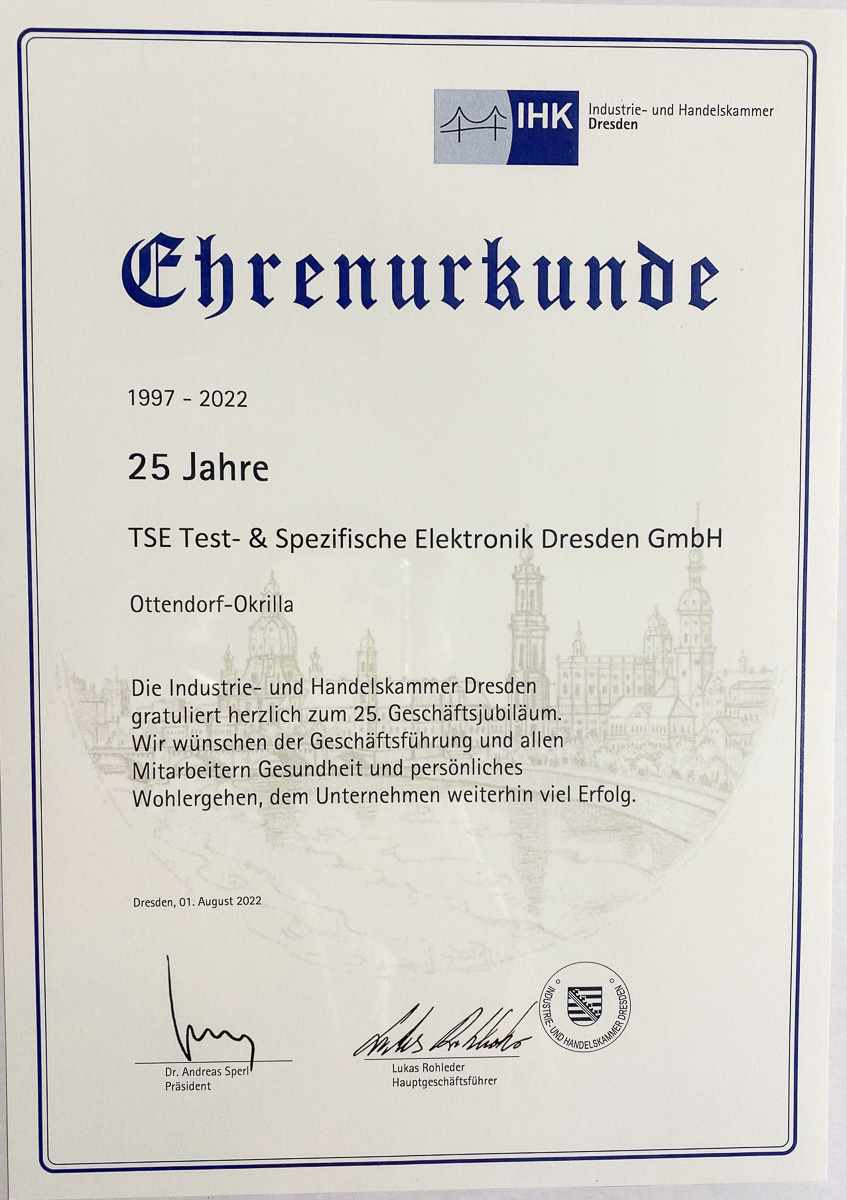 IHK
Industrie- und Handelskammer
Dresden
Ehrenurkunde
1997 - 2022
25 Jahre
TSE Test- & Spezifische Elektronik Dresden GmbH
Ottendorf-Okrilla
Die Industrie- und Handelskammer Dresden
gratuliert herzlich zum 25. Geschäftsjubiläum.
Wir wünschen der Geschäftsführung und allen
Mitarbeitern Gesundheit und persönliches
Wohlergehen, dem Unternehmen weiterhin viel Erfolg.
Dresden, 01. August 2022
Lukas Rohleder
Dr. Andreas Sperl
Präsident
Lukas Rohleder
Hauptgeschäftsführer
INDUSTRIE- UND HANDELSKAMMER DRESDEN